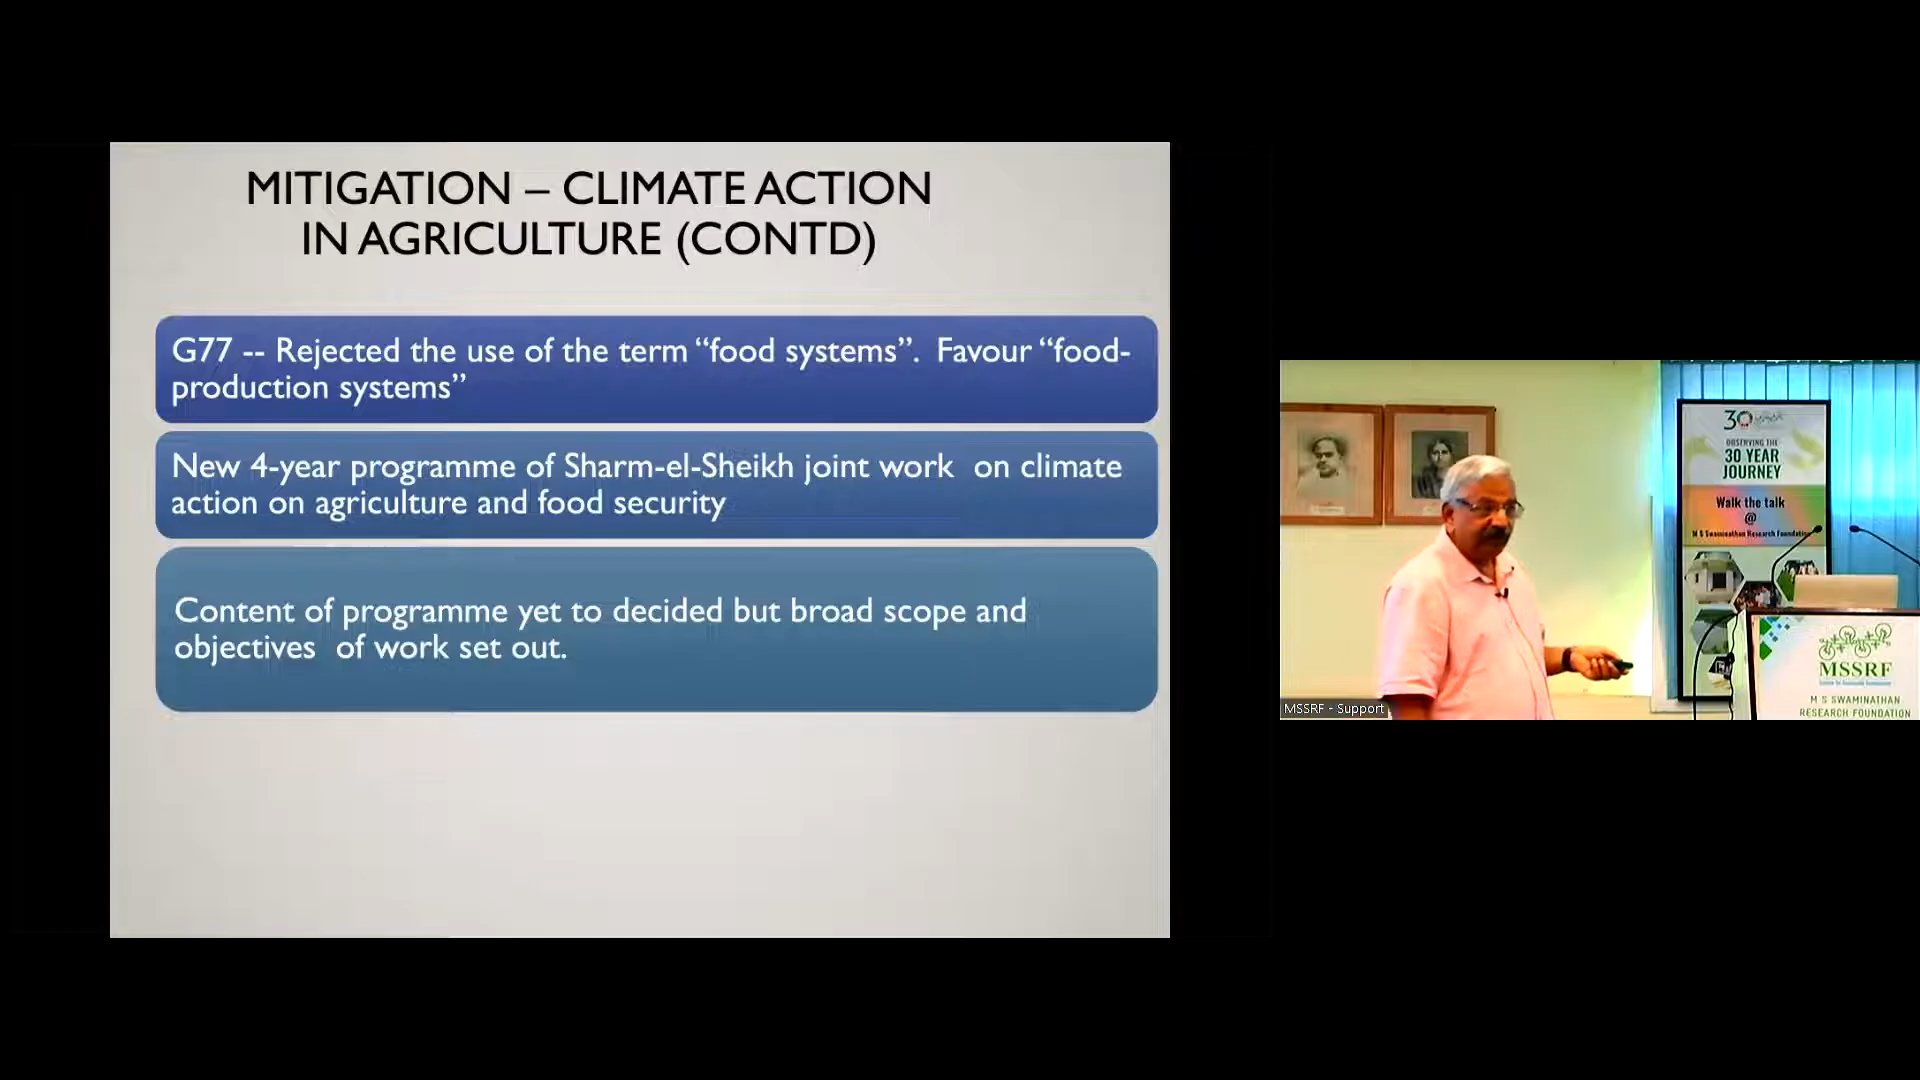 MITIGATION – CLIMATE ACTION
IN AGRICULTURE (CONTD)
G77 -- Rejected the use of the term “food systems”.  Favour “food-
production systems”
New 4-year programme of Sharm-el-Sheikh joint work  on climate
action on agriculture and food security
Content of programme yet to decided but broad scope and
objectives  of work set out.
30
OBSERVING THE
30 YEAR
JOURNEY
Walk the talk
@
M S Swaminathan Research Foundation
MSSRF
M S SWAMINATHAN
RESEARCH FOUNDATION
MSSRF - Support